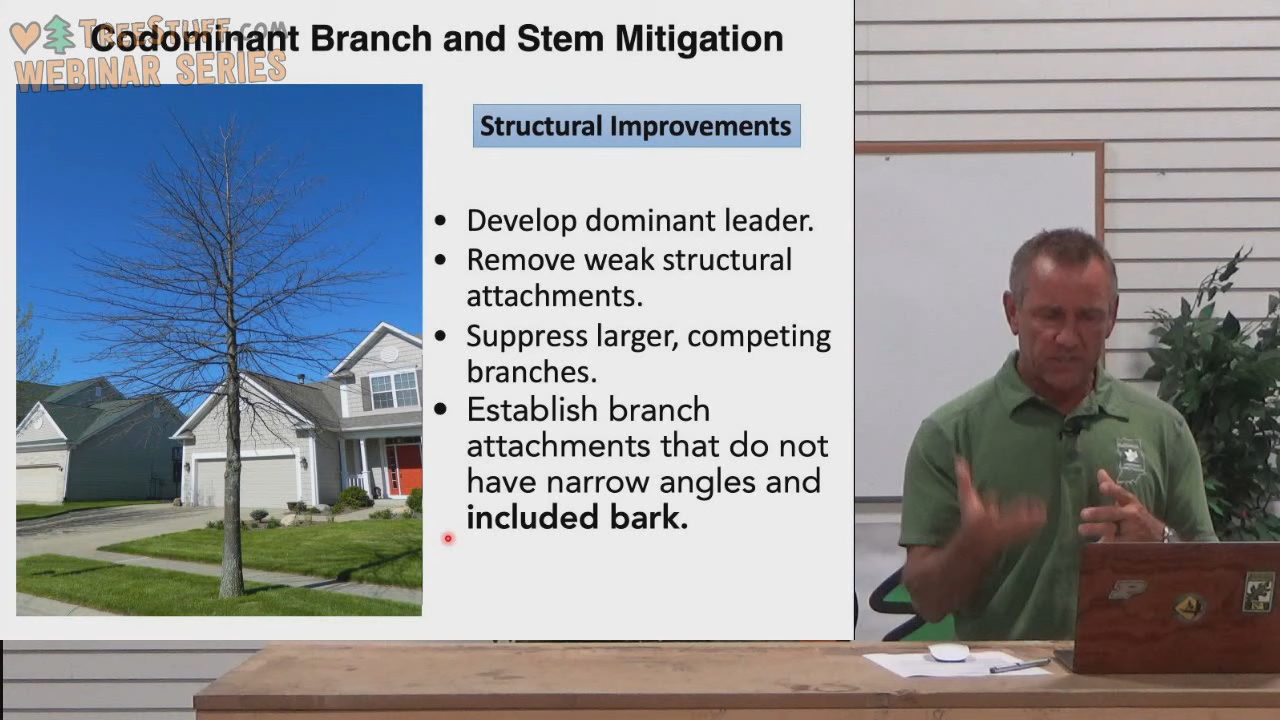 TREESTUFF.COM
WEBINAR SERIES
Codominant Branch and Stem Mitigation
Structural Improvements
• Develop dominant leader.
• Remove weak structural
attachments.
• Suppress larger, competing
branches.
• Establish branch
attachments that do not
have narrow angles and
included bark.
P